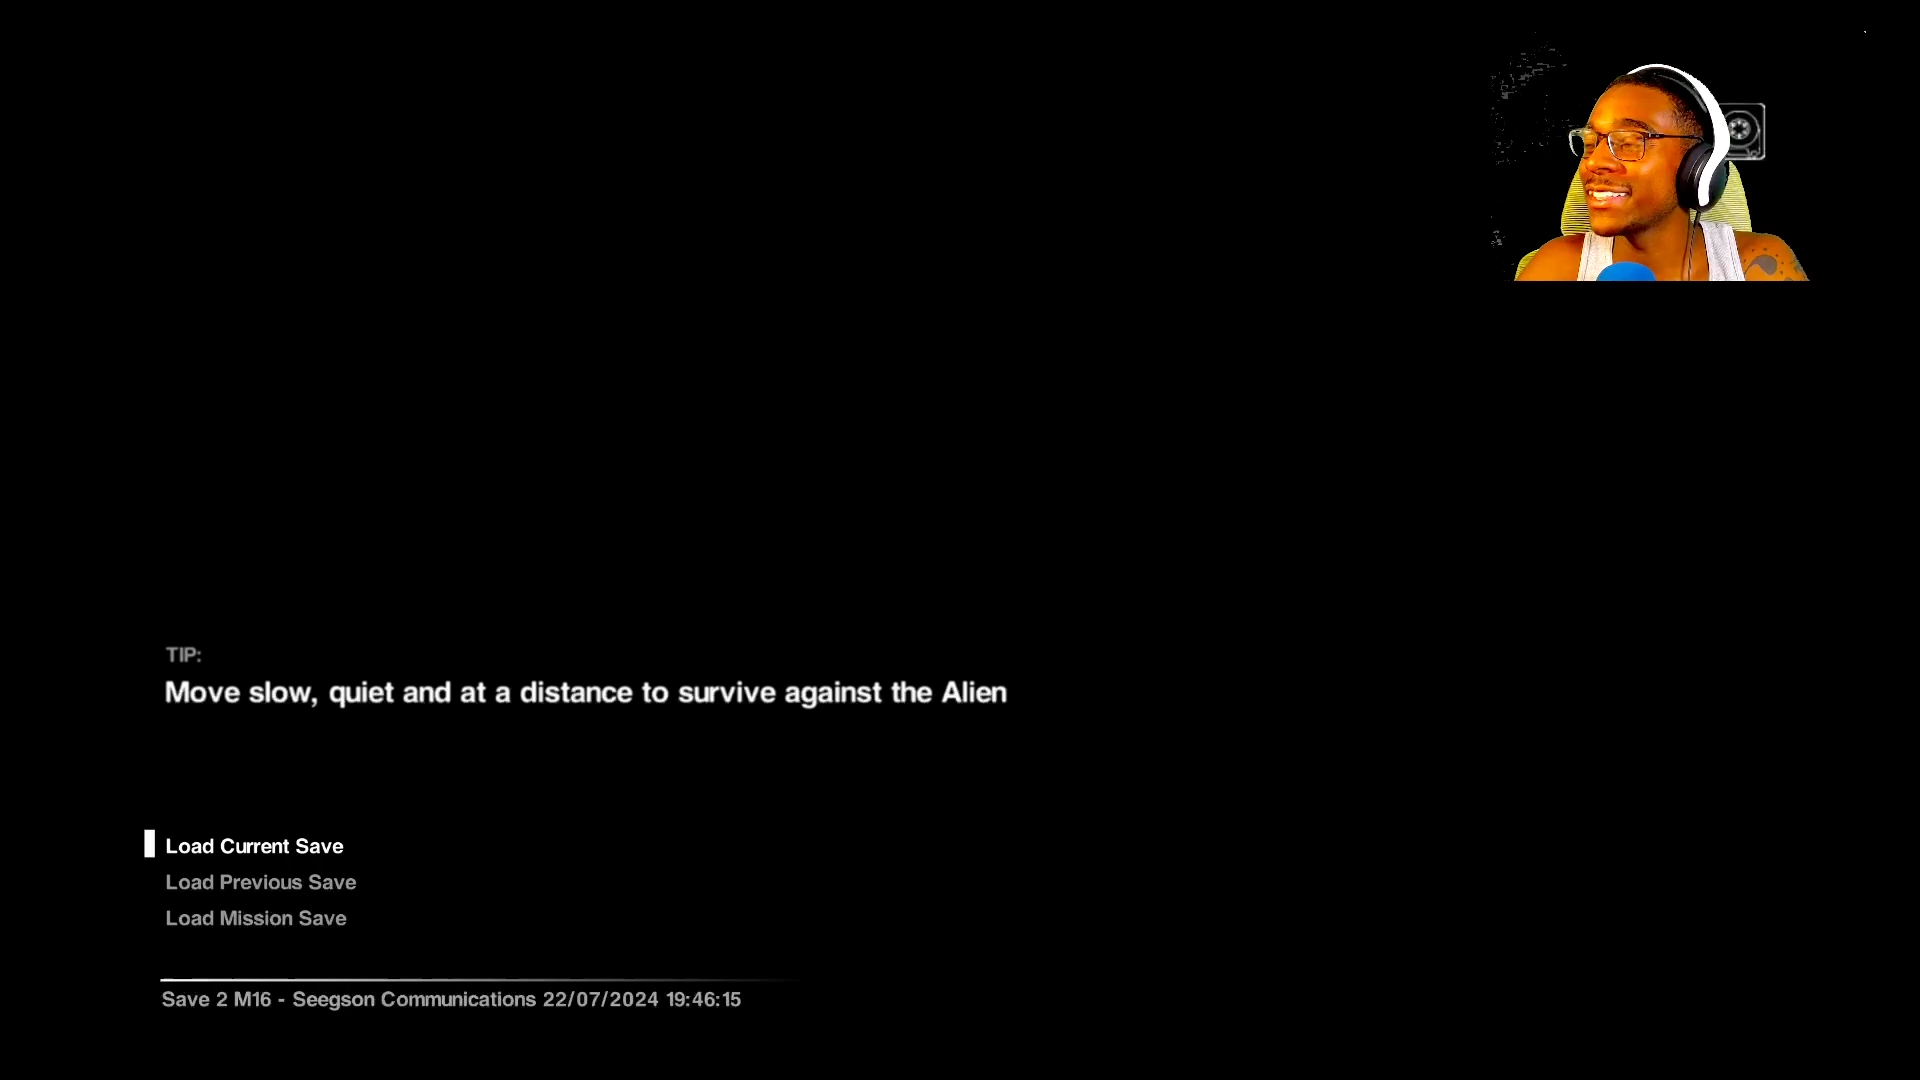 TIP:
Move slow, quiet and at a distance to survive against the Alien
Load Current Save
Load Previous Save
Load Mission Save
Save 2 M16 - Seegson Communications 22/07/2024 19:46:15